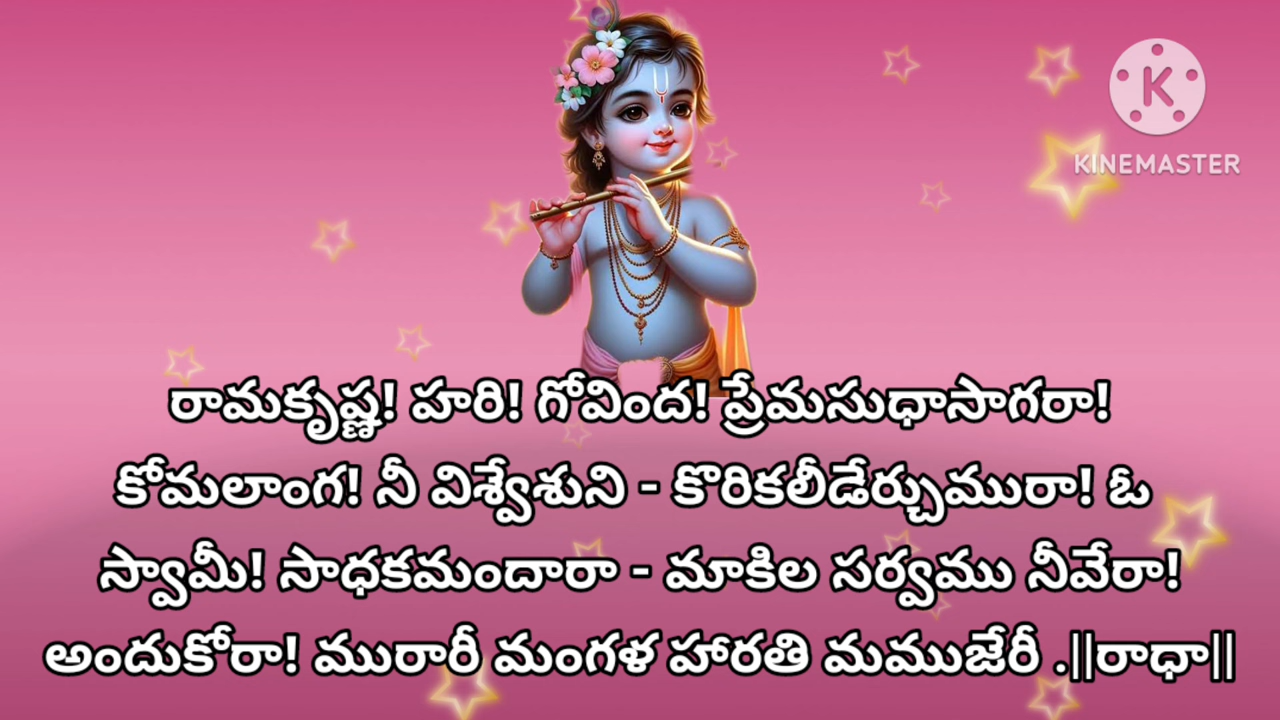 KINEMASTER
రామకృష్ణ! హరి! గోవింద! ప్రేమసుధాసాగరా!
కోమలాంగ! నీ విశ్వేశుని - కొరికలీడేర్చుమురా! ఓ
స్వామీ! సాధకమందారా - మాకిల సర్వము నీవేరా!
అందుకోరా! మురారీ మంగళ హారతి మముజేరీ .||రాధా||